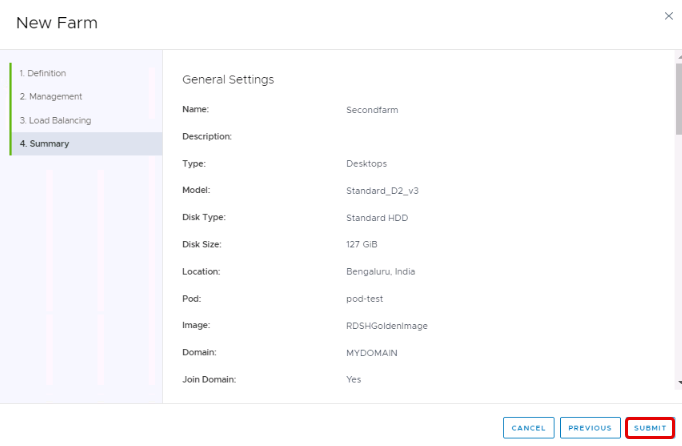 New Farm
1. Definition
2. Management
3. Load Balancing
4. Summary
General Settings
Name: Secondfarm
Description:
Type: Desktops
Model: Standard_D2_v3
Disk Type: Standard HDD
Disk Size: 127 GiB
Location: Bengaluru, India
Pod: pod-test
Image: RDSHGoldenImage
Domain: MYDOMAIN
Join Domain: Yes
CANCEL PREVIOUS SUBMIT